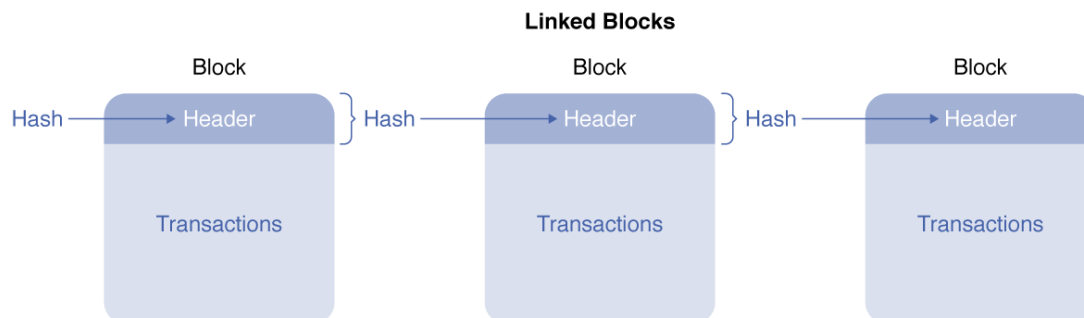 Linked Blocks
Block Block Block
Hash Header Hash Header Hash Header
Transactions Transactions Transactions